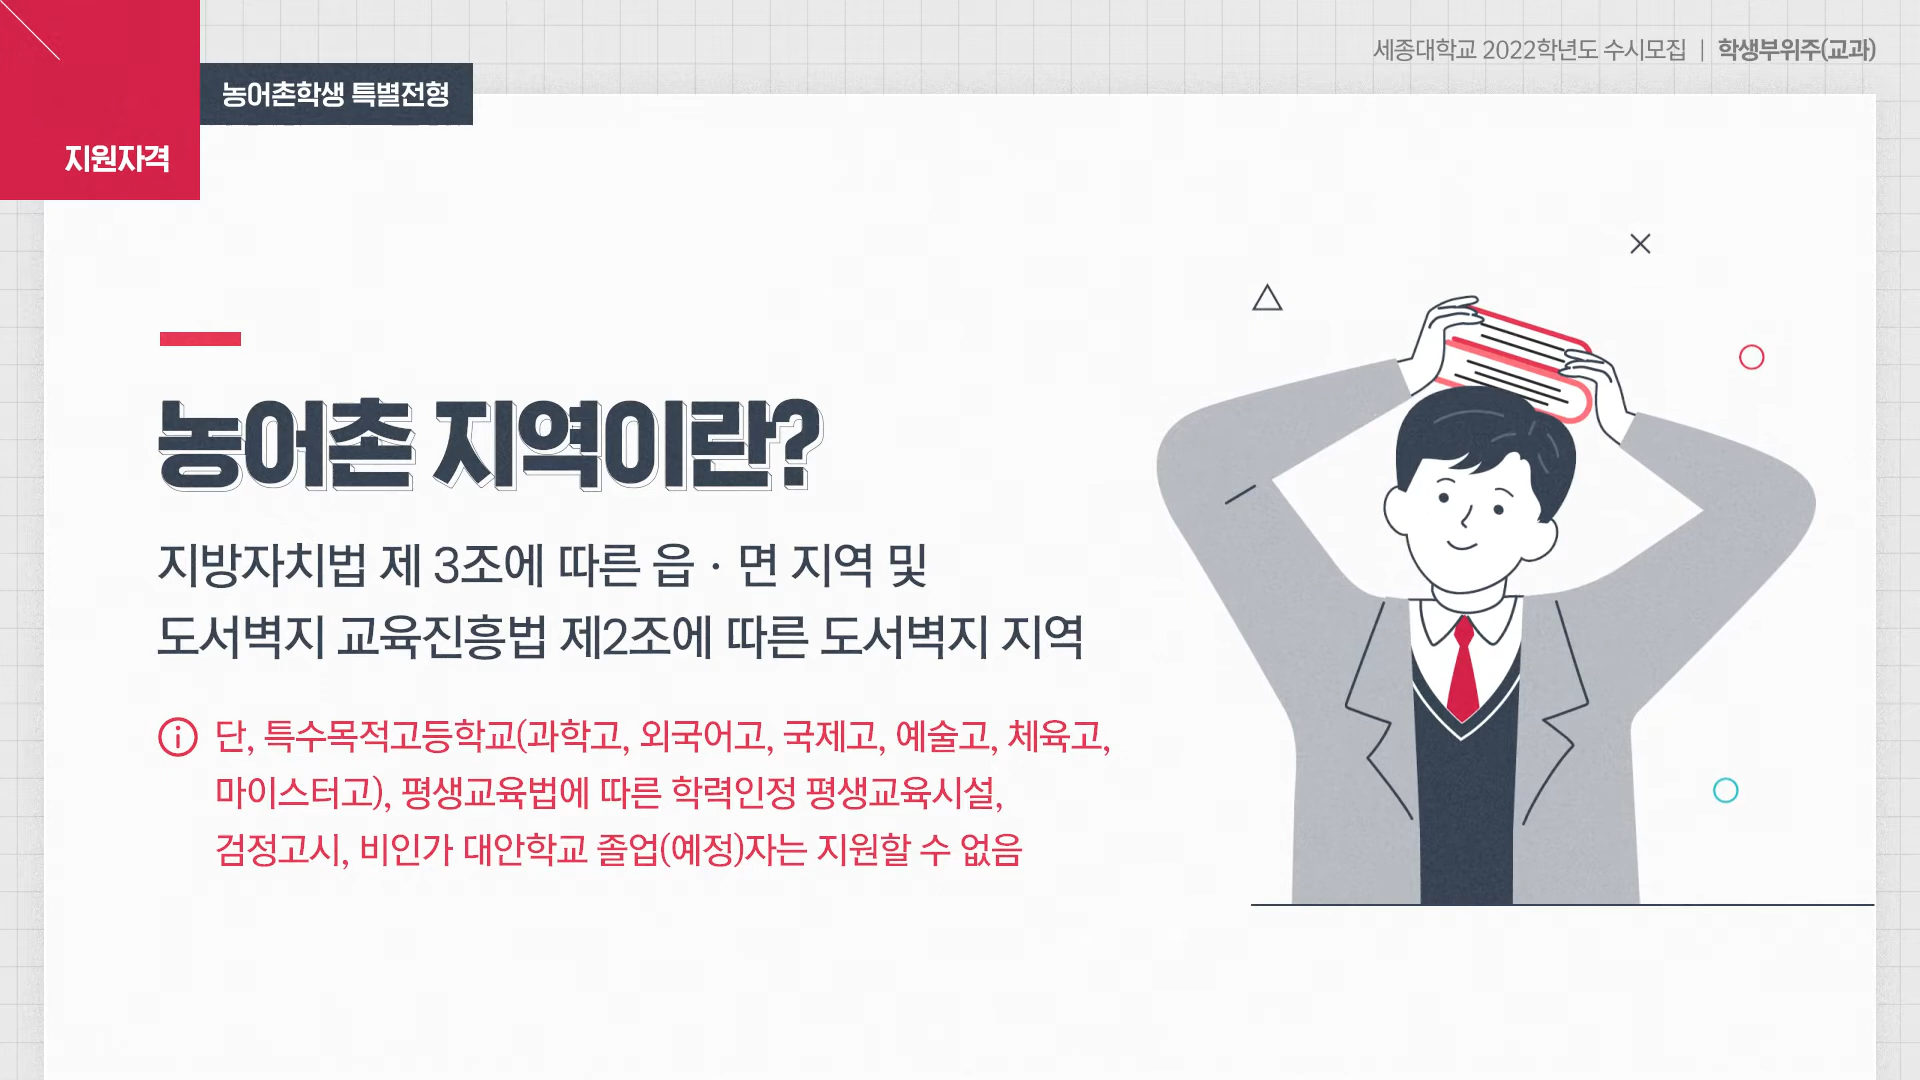 세종대학교 2022학년도 수시모집 | 학생부위주(교과)
농어촌학생 특별전형
지원자격
농어촌 지역이란?
지방자치법 제 3조에 따른 읍 · 면 지역 및
도서벽지 교육진흥법 제2조에 따른 도서벽지 지역
단, 특수목적고등학교(과학고, 외국어고, 국제고, 예술고, 체육고,
마이스터고), 평생교육법에 따른 학력인정 평생교육시설,
검정고시, 비인가 대안학교 졸업(예정)자는 지원할 수 없음